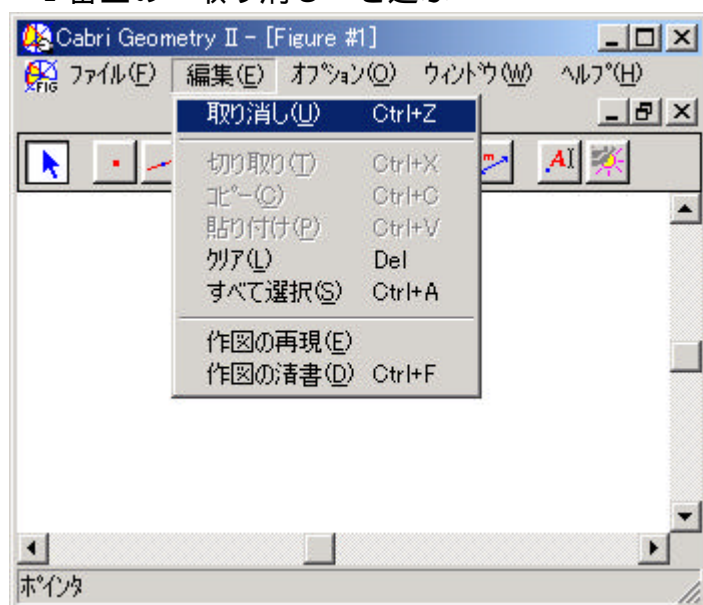 Cabri Geometry II - [Figure #1]
FIG ﾌｧｲﾙ(F) 編集(E) ｵﾌﾟｼｮﾝ(O) ｳｨﾝﾄﾞｳ(W) ﾍﾙﾌﾟ(H)
取り消し(U) Ctrl+Z
切り取り(T) Ctrl+X
ｺﾋﾟｰ(C) Ctrl+C
貼り付け(P) Ctrl+V
ｸﾘｱ(L) Del
すべて選択(S) Ctrl+A
作図の再現(E)
作図の清書(D) Ctrl+F
A
ﾎﾟｲﾝﾀ